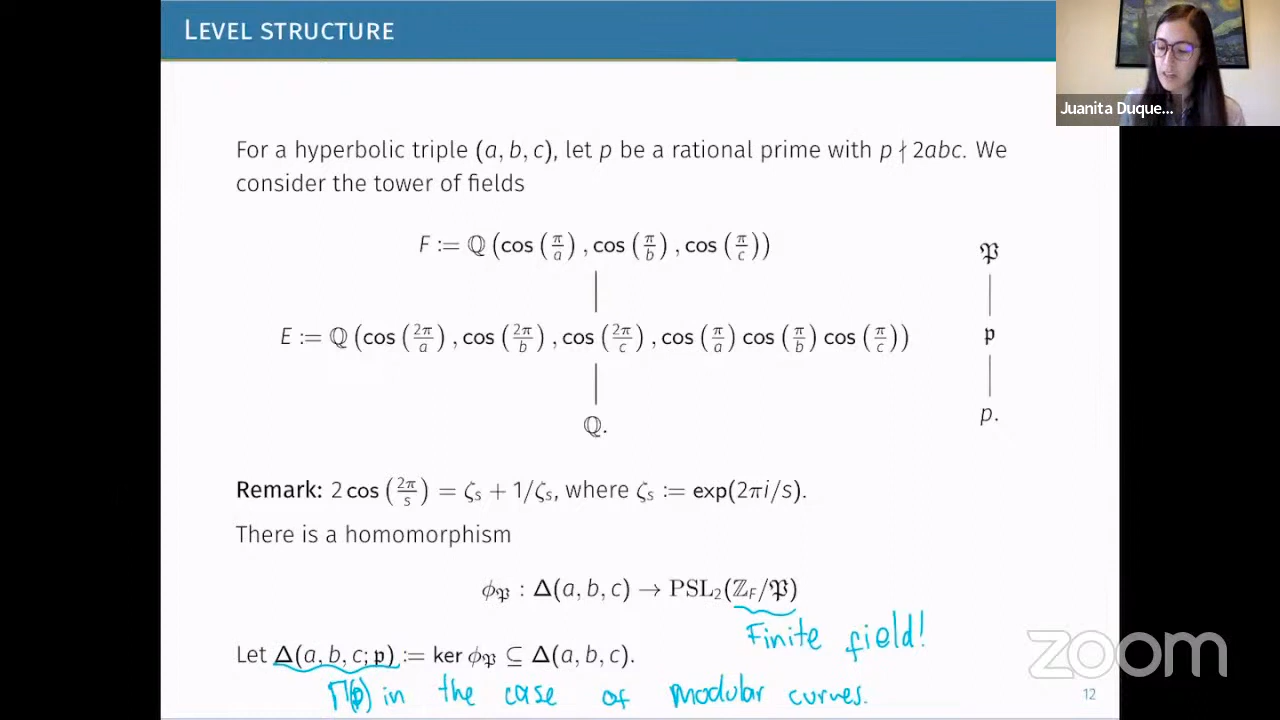 LEVEL STRUCTURE
Juanita Duque...
For a hyperbolic triple (a, b, c), let p be a rational prime with p ∤ 2abc. We
consider the tower of fields
F := ℚ (cos (π/a) , cos (π/b) , cos (π/c))
𝔓
E := ℚ (cos (2π/a) , cos (2π/b) , cos (2π/c) , cos (π/a) cos (π/b) cos (π/c))
𝔭
ℚ.
p.
Remark: 2 cos (2π/s) = ζₛ + 1/ζₛ, where ζₛ := exp(2πi/s).
There is a homomorphism
ϕ_𝔓 : Δ(a, b, c) → PSL₂(ℤ_F/𝔓)
Finite field!
Let Δ(a, b, c; 𝔭) := ker ϕ_𝔓 ⊆ Δ(a, b, c).
Γ(p) in the case of modular curves.
zoom
12